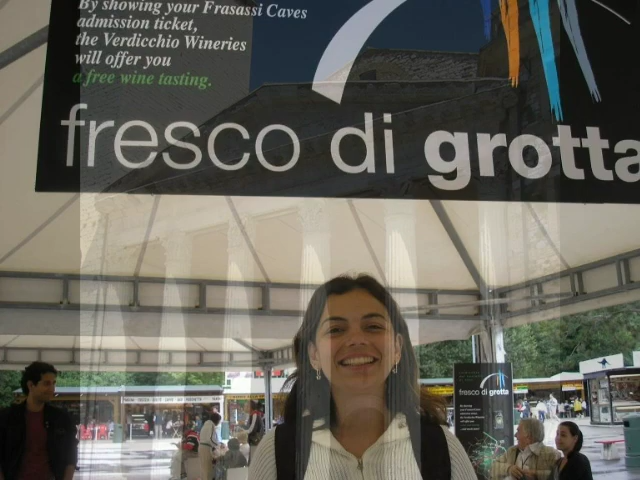 By showing your Frasassi Caves
admission ticket,
the Verdicchio Wineries
will offer you
a free wine tasting.
fresco di grotta
fresco di grotta